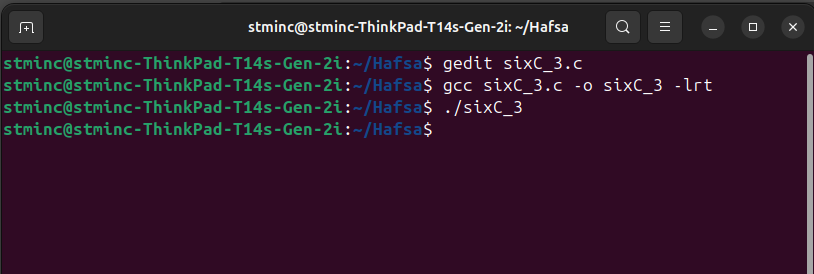 stminc@stminc-ThinkPad-T14s-Gen-2i: ~/Hafsa
stminc@stminc-ThinkPad-T14s-Gen-2i:~/Hafsa$ gedit sixC_3.c
stminc@stminc-ThinkPad-T14s-Gen-2i:~/Hafsa$ gcc sixC_3.c -o sixC_3 -lrt
stminc@stminc-ThinkPad-T14s-Gen-2i:~/Hafsa$ ./sixC_3
stminc@stminc-ThinkPad-T14s-Gen-2i:~/Hafsa$